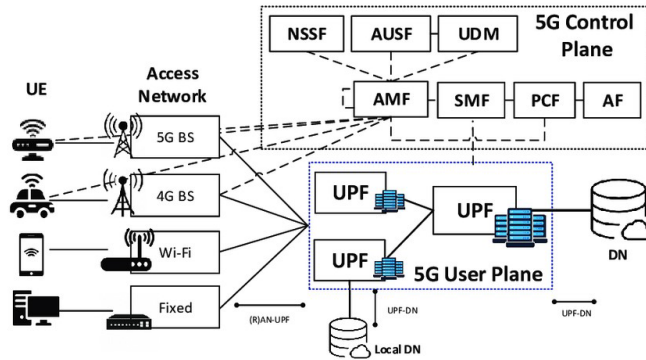 NSSF
AUSF
UDM
5G Control
Plane
UE
Access
Network
AMF
SMF
PCF
AF
5G BS
4G BS
Wi-Fi
Fixed
UPF
UPF
UPF
5G User Plane
DN
(R)AN-UPF
UPF-DN
UPF-DN
Local DN